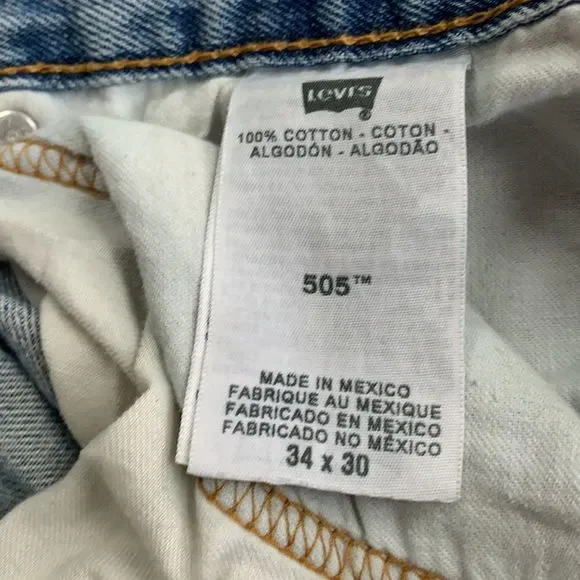 Levi's
®
100% COTTON - COTON -
ALGODÓN - ALGODÃO
505™
MADE IN MEXICO
FABRIQUE AU MEXIQUE
FABRICADO EN MEXICO
FABRICADO NO MÉXICO
34 x 30